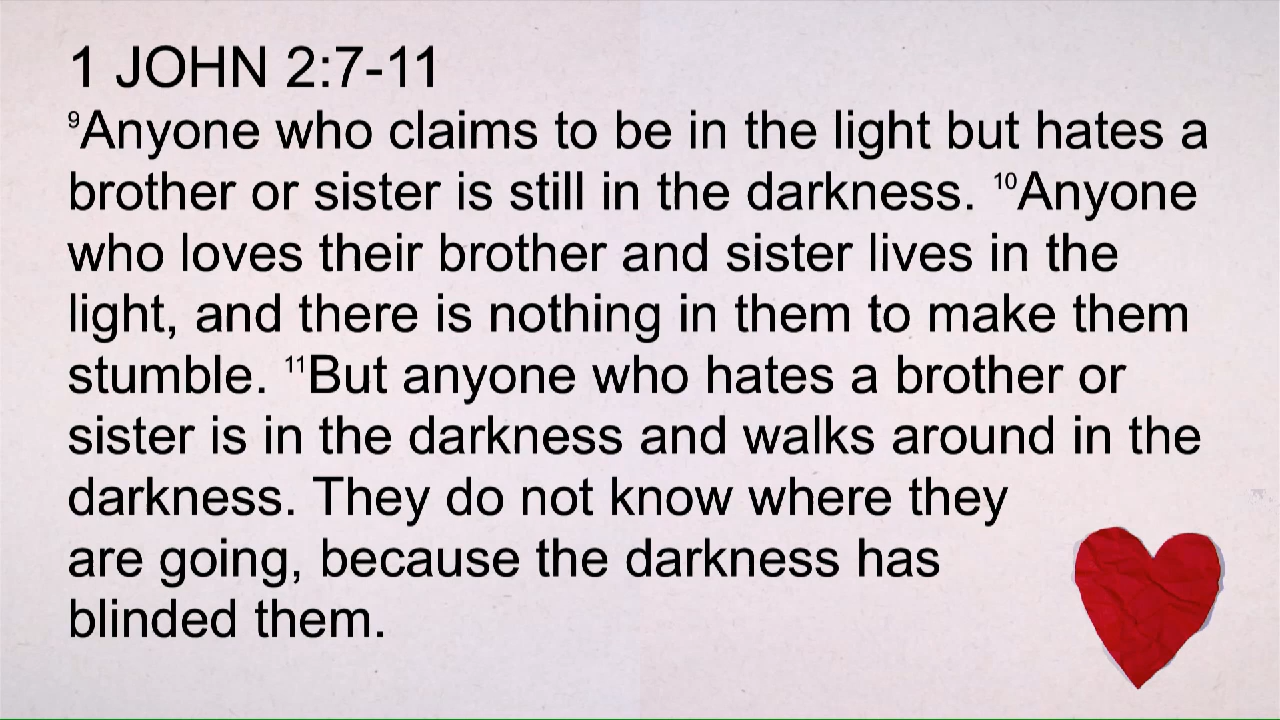 1 JOHN 2:7-11
⁹Anyone who claims to be in the light but hates a
brother or sister is still in the darkness. ¹⁰Anyone
who loves their brother and sister lives in the
light, and there is nothing in them to make them
stumble. ¹¹But anyone who hates a brother or
sister is in the darkness and walks around in the
darkness. They do not know where they
are going, because the darkness has
blinded them.